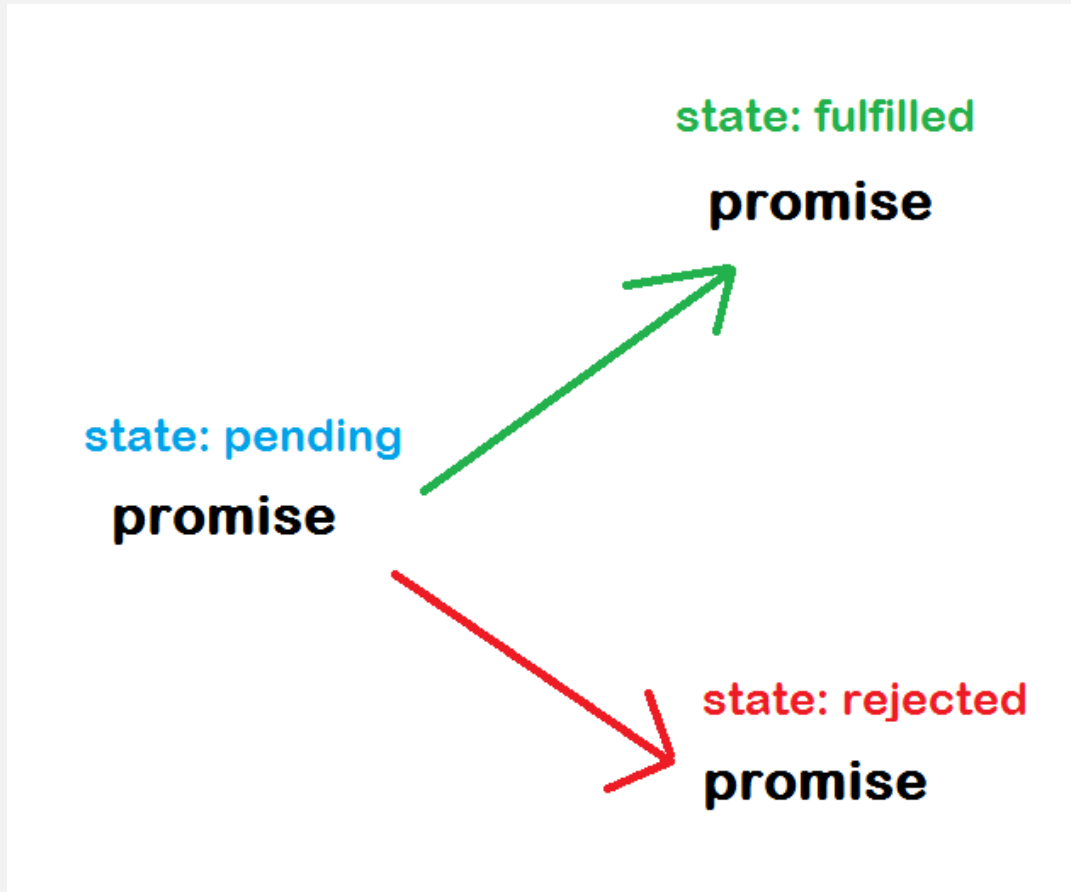 state: fulfilled
promise
state: pending
promise
state: rejected
promise